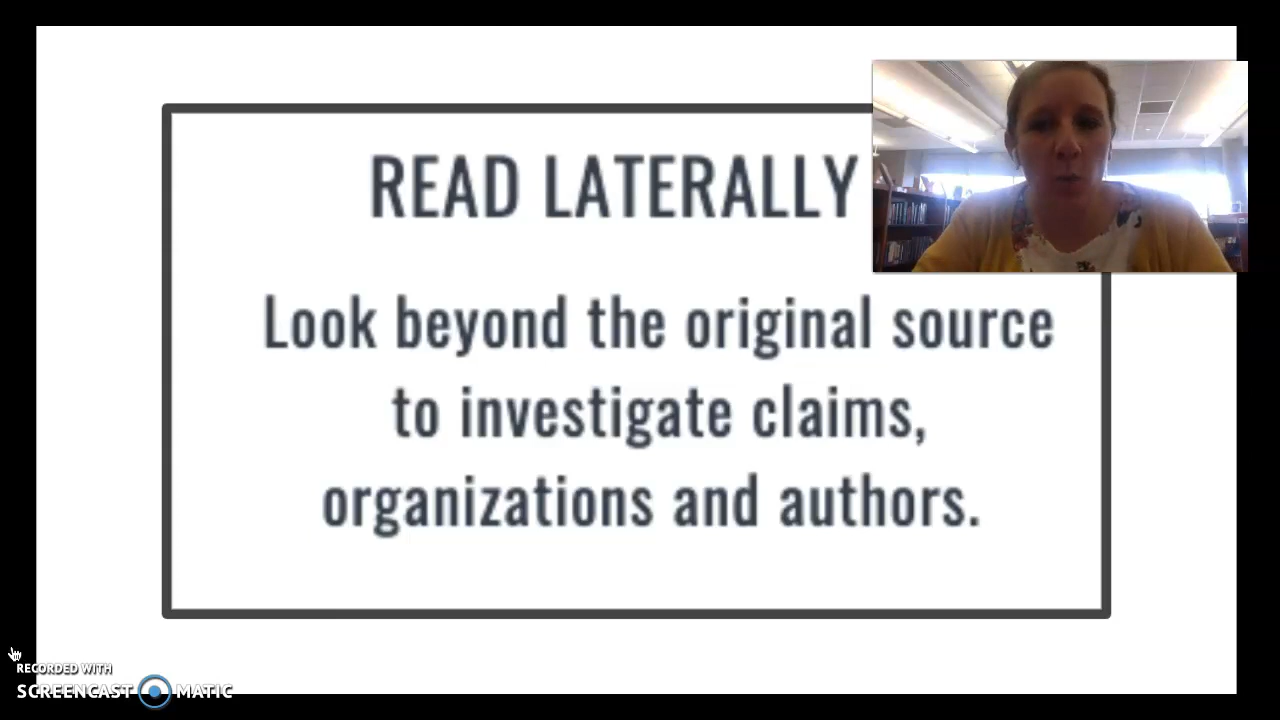 READ LATERALLY
Look beyond the original source
to investigate claims,
organizations and authors.
RECORDED WITH
SCREENCAST MATIC